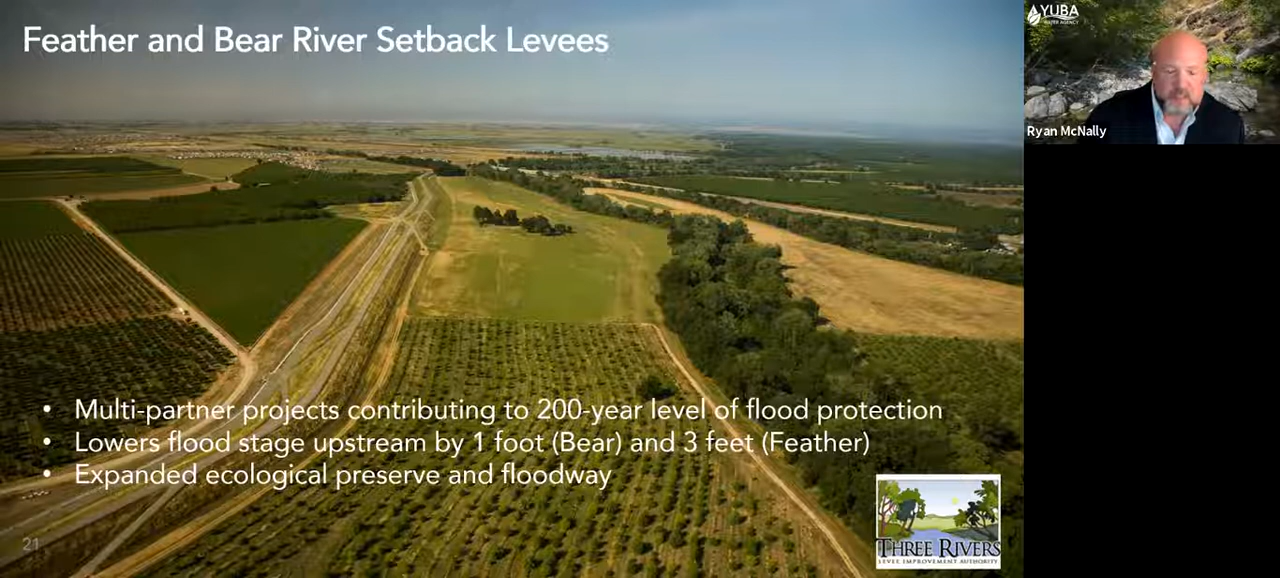 Feather and Bear River Setback Levees
YUBA
WATER AGENCY
Ryan McNally
• Multi-partner projects contributing to 200-year level of flood protection
• Lowers flood stage upstream by 1 foot (Bear) and 3 feet (Feather)
• Expanded ecological preserve and floodway
21
THREE RIVERS
LEVEE IMPROVEMENT AUTHORITY